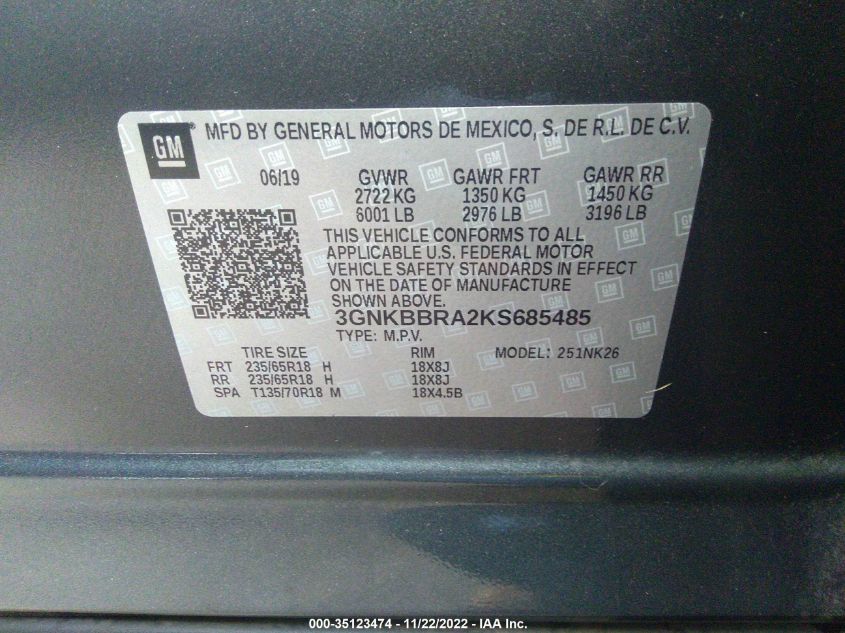 GM MFD BY GENERAL MOTORS DE MEXICO, S. DE R.L. DE C.V.
06/19 GVWR GAWR FRT GAWR RR
2722 KG 1350 KG 1450 KG
6001 LB 2976 LB 3196 LB
THIS VEHICLE CONFORMS TO ALL
APPLICABLE U.S. FEDERAL MOTOR
VEHICLE SAFETY STANDARDS IN EFFECT
ON THE DATE OF MANUFACTURE
SHOWN ABOVE.
3GNKBBRA2KS685485
TYPE: M.P.V.
TIRE SIZE RIM MODEL: 251NK26
FRT 235/65R18 H 18X8J
RR 235/65R18 H 18X8J
SPA T135/70R18 M 18X4.5B
000-35123474 - 11/22/2022 - IAA Inc.